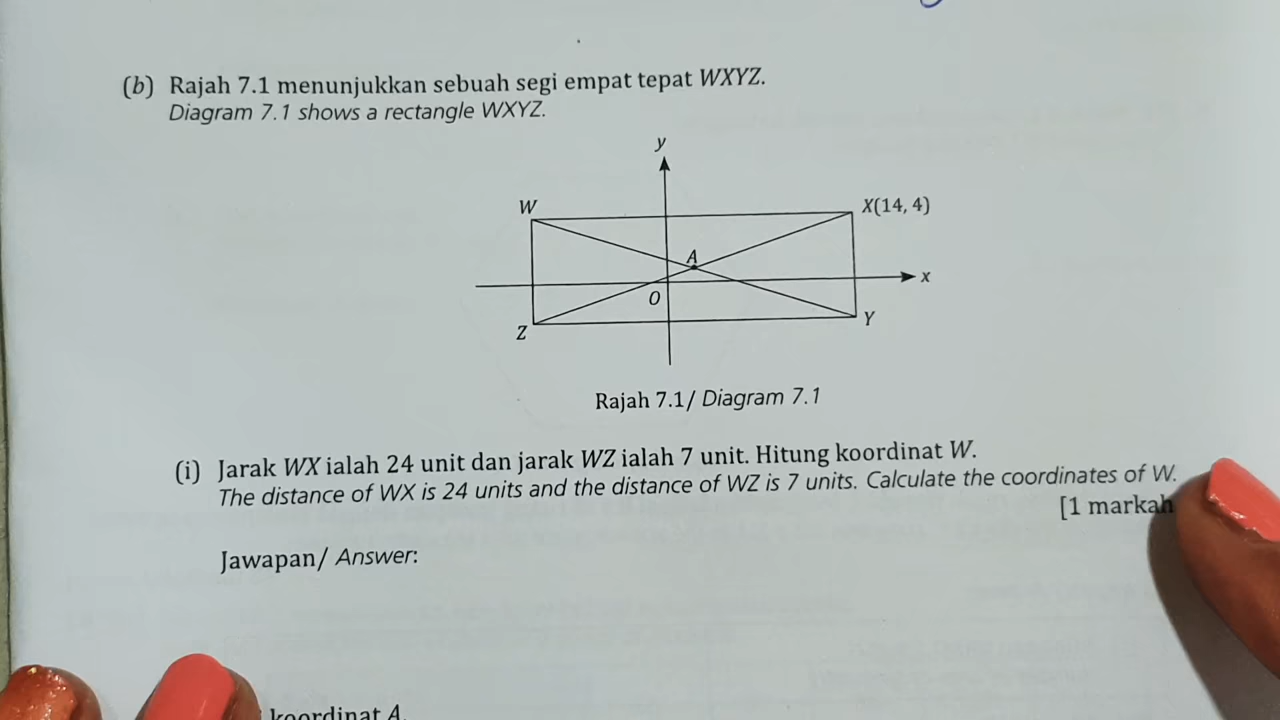 (b) Rajah 7.1 menunjukkan sebuah segi empat tepat WXYZ.
Diagram 7.1 shows a rectangle WXYZ.
y
W
X(14, 4)
A
x
O
Z
Y
Rajah 7.1/ Diagram 7.1
(i) Jarak WX ialah 24 unit dan jarak WZ ialah 7 unit. Hitung koordinat W.
The distance of WX is 24 units and the distance of WZ is 7 units. Calculate the coordinates of W.
[1 markah
Jawapan/ Answer:
koordinat A.